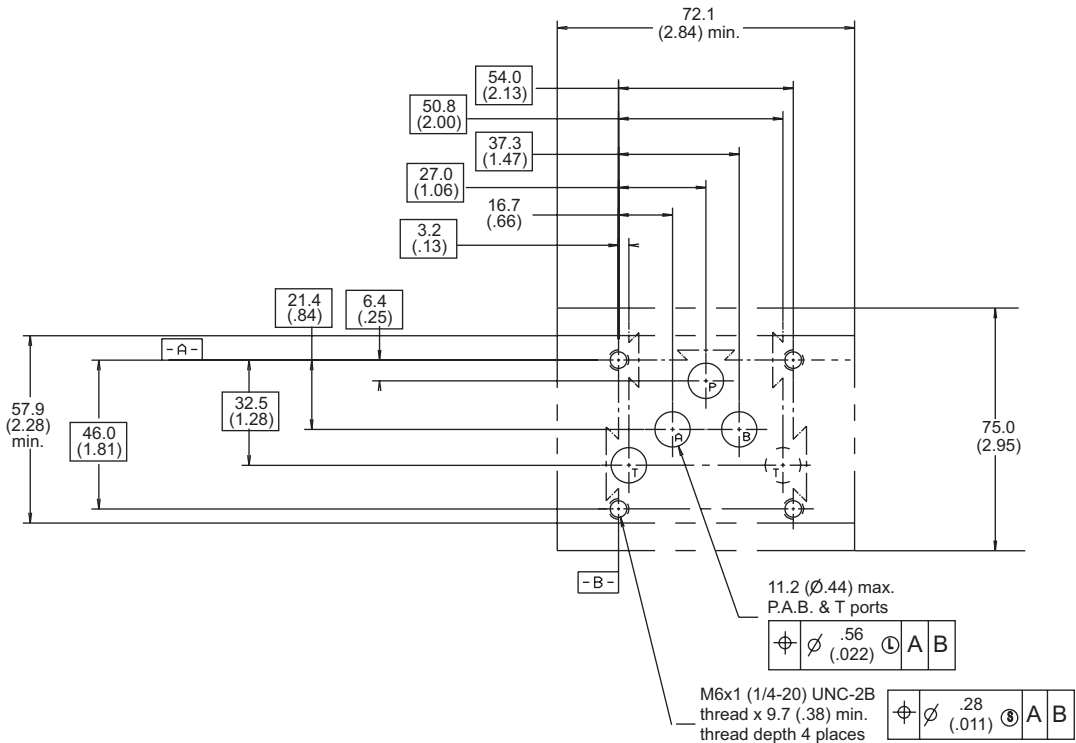 72.1
(2.84) min.
54.0
(2.13)
50.8
(2.00)
37.3
(1.47)
27.0
(1.06)
16.7
(.66)
3.2
(.13)
21.4
(.84)
6.4
(.25)
-A-
57.9
(2.28)
min.
46.0
(1.81)
32.5
(1.28)
75.0
(2.95)
P
A
B
T
T
-B-
11.2 (Ø.44) max.
P.A.B. & T ports
⌖ ⌀ .56 (.022) Ⓛ A B
M6x1 (1/4-20) UNC-2B
thread x 9.7 (.38) min.
thread depth 4 places
⌖ ⌀ .28 (.011) Ⓢ A B